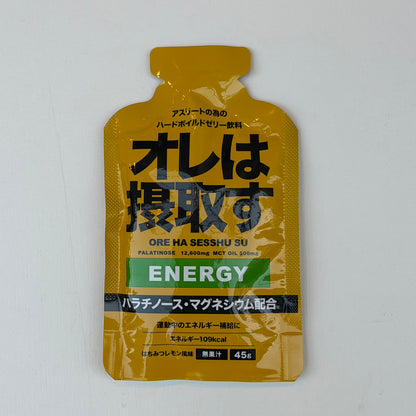 アスリートの為の
ハードボイルドゼリー飲料
オレは
摂取す
ORE HA SESSHU SU
PALATINOSE 12,600mg MCT OIL 500mg
ENERGY
パラチノース・マグネシウム配合
運動中のエネルギー補給に
エネルギー109kcal
はちみつレモン風味 無果汁 45g